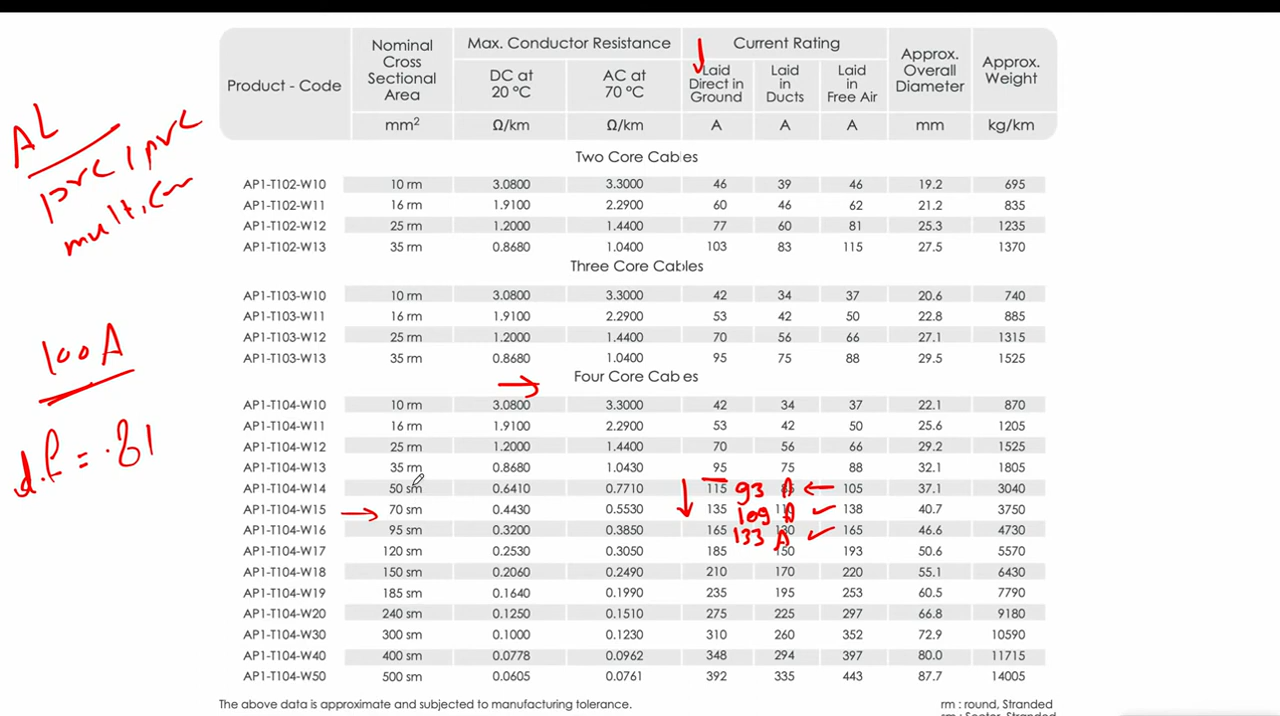 Product - Code
Nominal Cross Sectional Area
Max. Conductor Resistance
Current Rating
Approx. Overall Diameter
Approx. Weight
DC at 20 °C
AC at 70 °C
Laid Direct in Ground
Laid in Ducts
Laid in Free Air
mm² Ω/km Ω/km A A A mm kg/km
Two Core Cables
AP1-T102-W10 10 rm 3.0800 3.3000 46 39 46 19.2 695
AP1-T102-W11 16 rm 1.9100 2.2900 60 46 62 21.2 835
AP1-T102-W12 25 rm 1.2000 1.4400 77 60 81 25.3 1235
AP1-T102-W13 35 rm 0.8680 1.0400 103 83 115 27.5 1370
Three Core Cables
AP1-T103-W10 10 rm 3.0800 3.3000 42 34 37 20.6 740
AP1-T103-W11 16 rm 1.9100 2.2900 53 42 50 22.8 885
AP1-T103-W12 25 rm 1.2000 1.4400 70 56 66 27.1 1315
AP1-T103-W13 35 rm 0.8680 1.0400 95 75 88 29.5 1525
Four Core Cables
AP1-T104-W10 10 rm 3.0800 3.3000 42 34 37 22.1 870
AP1-T104-W11 16 rm 1.9100 2.2900 53 42 50 25.6 1205
AP1-T104-W12 25 rm 1.2000 1.4400 70 56 66 29.2 1525
AP1-T104-W13 35 rm 0.8680 1.0430 95 75 88 32.1 1805
AP1-T104-W14 50 sm 0.6410 0.7710 115 93 A 105 37.1 3040
AP1-T104-W15 70 sm 0.4430 0.5530 135 109 A 138 40.7 3750
AP1-T104-W16 95 sm 0.3200 0.3850 165 133 A 165 46.6 4730
AP1-T104-W17 120 sm 0.2530 0.3050 185 150 193 50.6 5570
AP1-T104-W18 150 sm 0.2060 0.2490 210 170 220 55.1 6430
AP1-T104-W19 185 sm 0.1640 0.1990 235 195 253 60.5 7790
AP1-T104-W20 240 sm 0.1250 0.1510 275 225 297 66.8 9180
AP1-T104-W30 300 sm 0.1000 0.1230 310 260 352 72.9 10590
AP1-T104-W40 400 sm 0.0778 0.0962 348 294 397 80.0 11715
AP1-T104-W50 500 sm 0.0605 0.0761 392 335 443 87.7 14005
The above data is approximate and subjected to manufacturing tolerance.
rm : round, Stranded
sm : Sector, Stranded
AL
pvc / pvc
100 A
d.f = .81